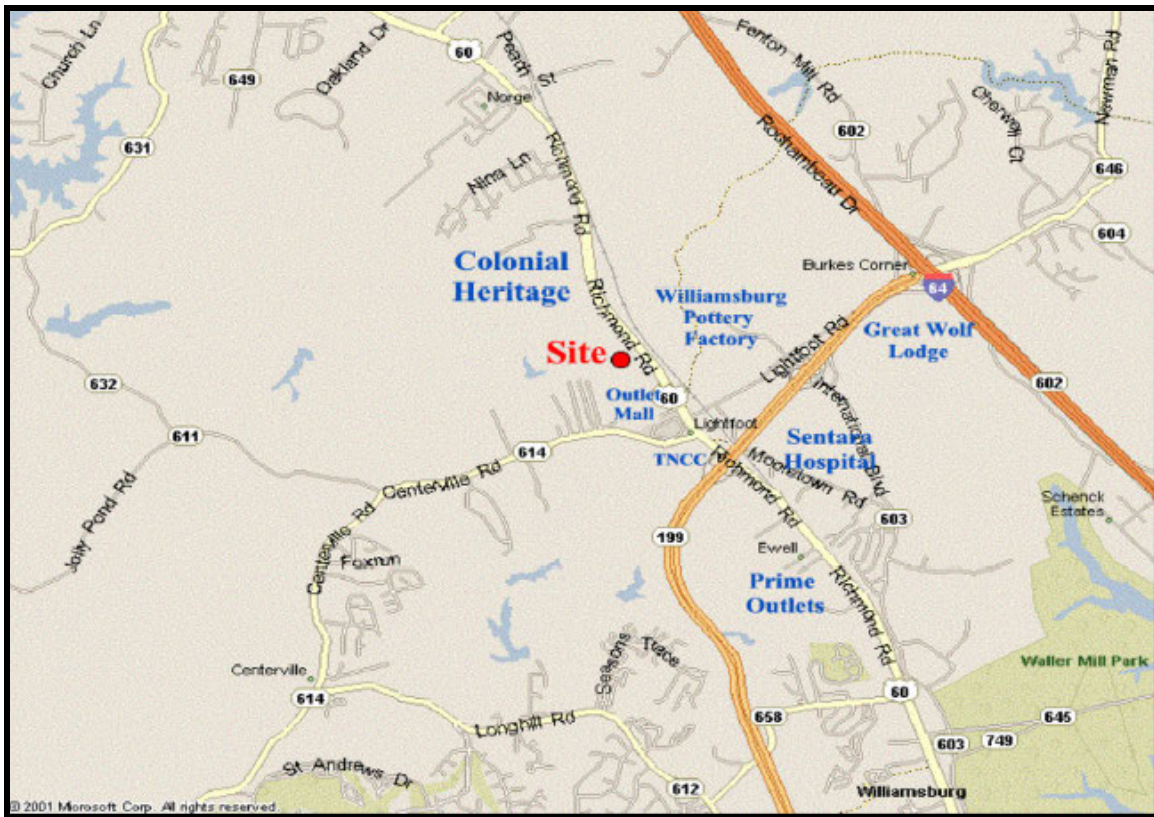 Church Ln
649
Oakland Dr
60
Peach St
Norge
Fenton Mill Rd
602
Cherwell Ct
Newman Rd
631
Richmond Rd
Nina Ln
Rochambeau Dr
646
604
Burkes Corner
64
Colonial
Heritage
Richmond Rd
Williamsburg
Pottery
Factory
Lightfoot Rd
Great Wolf
Lodge
Site
632
602
Outlet
Mall
60
Lightfoot
International Blvd
611
614
TNCC
Sentara
Hospital
Centerville Rd
Richmond Rd
Mooretown Rd
Jolly Pond Rd
Centerville Rd
603
Schenck
Estates
199
Ewell
Foxrun
Prime
Outlets
Richmond Rd
Seasons Trace
Waller Mill Park
Centerville
614
60
Longhill Rd
658
645
603
749
St Andrews Dr
612
Williamsburg
© 2001 Microsoft Corp. All rights reserved.